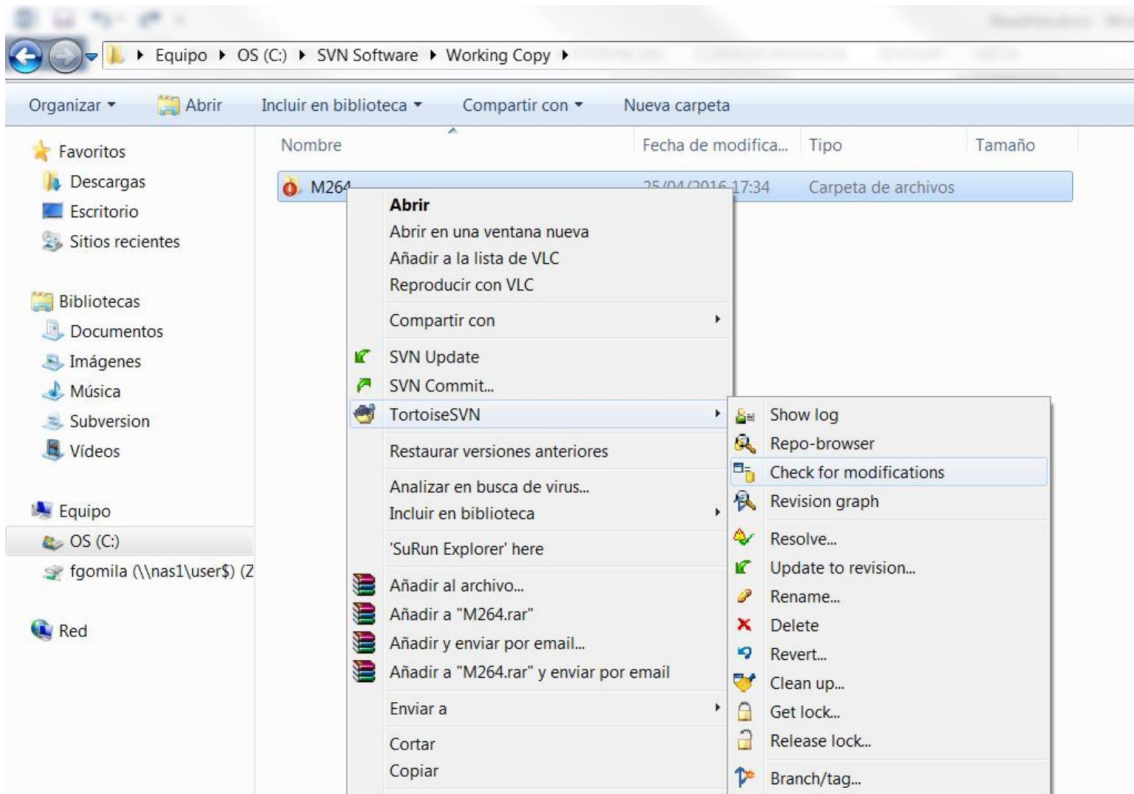 Equipo ▸ OS (C:) ▸ SVN Software ▸ Working Copy ▸
Organizar Abrir Incluir en biblioteca Compartir con Nueva carpeta
Favoritos
Descargas
Escritorio
Sitios recientes
Bibliotecas
Documentos
Imágenes
Música
Subversion
Vídeos
Equipo
OS (C:)
fgomila (\\nas1\user$) (Z
Red
Nombre Fecha de modifica... Tipo Tamaño
M264 25/04/2016 17:34 Carpeta de archivos
Abrir
Abrir en una ventana nueva
Añadir a la lista de VLC
Reproducir con VLC
Compartir con
SVN Update
SVN Commit...
TortoiseSVN
Restaurar versiones anteriores
Analizar en busca de virus...
Incluir en biblioteca
'SuRun Explorer' here
Añadir al archivo...
Añadir a "M264.rar"
Añadir y enviar por email...
Añadir a "M264.rar" y enviar por email
Enviar a
Cortar
Copiar
Show log
Repo-browser
Check for modifications
Revision graph
Resolve...
Update to revision...
Rename...
Delete
Revert...
Clean up...
Get lock...
Release lock...
Branch/tag...